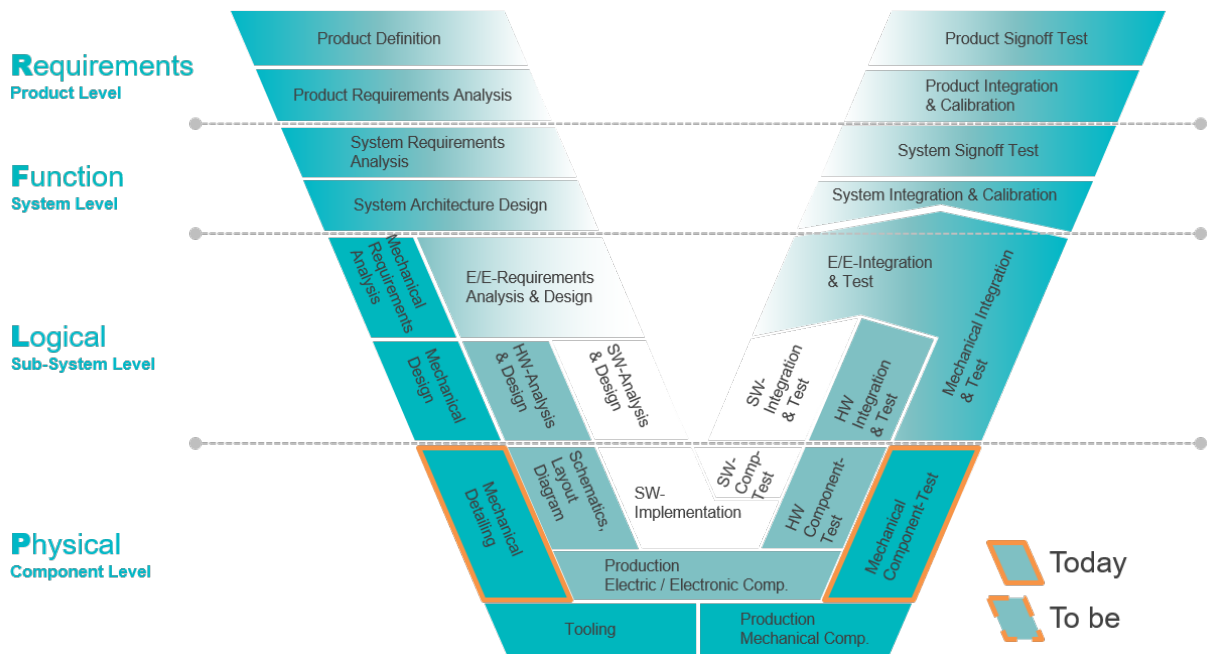 Product Definition
Product Signoff Test
Requirements
Product Level
Product Requirements Analysis
Product Integration
& Calibration
System Requirements
Analysis
System Signoff Test
Function
System Level
System Architecture Design
System Integration & Calibration
Mechanical
Requirements
Analysis
E/E-Requirements
Analysis & Design
E/E-Integration
& Test
Mechanical Integration
& Test
Logical
Sub-System Level
Mechanical
Design
HW-Analysis
& Design
SW-Analysis
& Design
SW-
Integration
& Test
HW
Integration
& Test
Mechanical
Detailing
Schematics,
Layout
Diagram
SW-
Implementation
SW-
Comp-
Test
HW
Component-
Test
Mechanical
Component-Test
Physical
Component Level
Production
Electric / Electronic Comp.
Tooling
Production
Mechanical Comp.
Today
To be